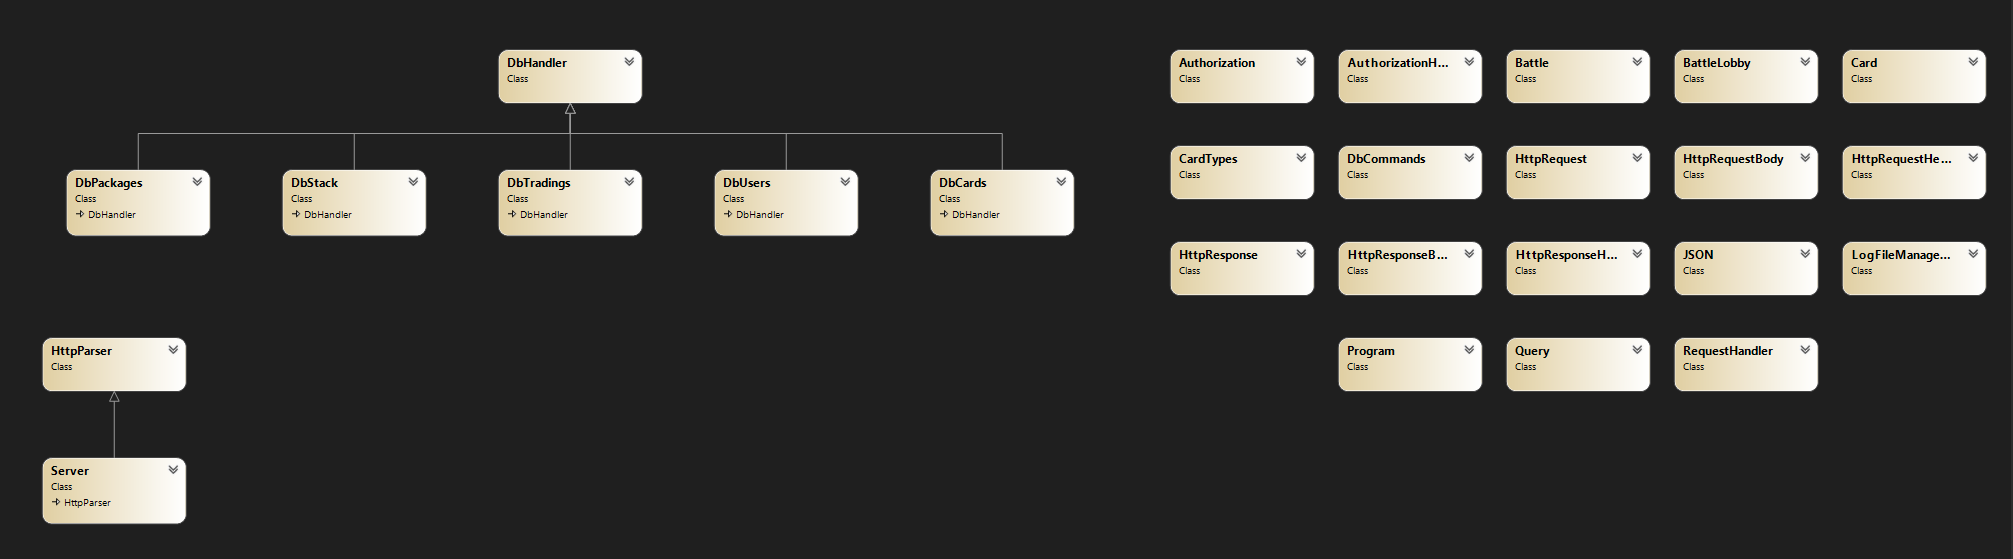 DbHandler
Class
DbPackages
Class
DbHandler
DbStack
Class
DbHandler
DbTradings
Class
DbHandler
DbUsers
Class
DbHandler
DbCards
Class
DbHandler
HttpParser
Class
Server
Class
HttpParser
Authorization
Class
AuthorizationH...
Class
Battle
Class
BattleLobby
Class
Card
Class
CardTypes
Class
DbCommands
Class
HttpRequest
Class
HttpRequestBody
Class
HttpRequestHe...
Class
HttpResponse
Class
HttpResponseB...
Class
HttpResponseH...
Class
JSON
Class
LogFileManage...
Class
Program
Class
Query
Class
RequestHandler
Class